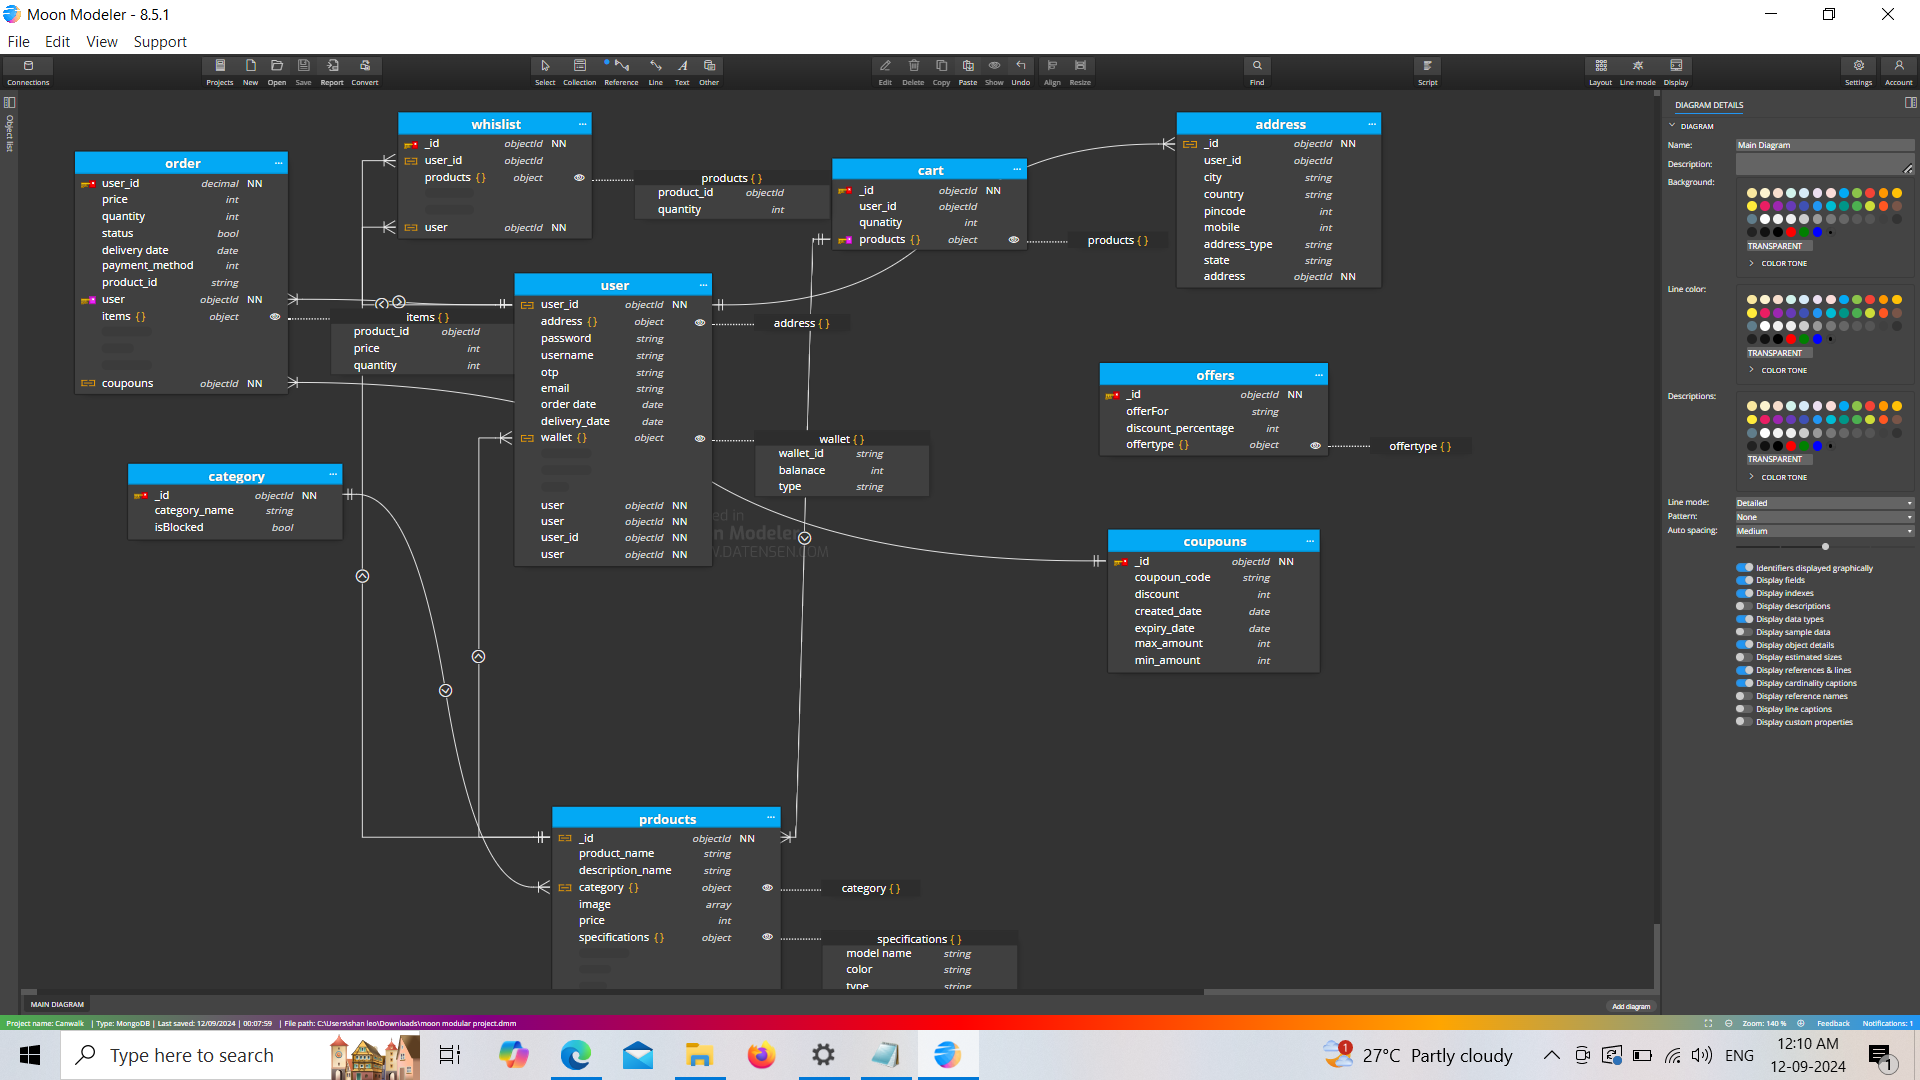 Moon Modeler - 8.5.1
File Edit View Support
Connections Projects New Open Save Report Convert Select Collection Reference Line Text Other Edit Delete Copy Paste Show Undo Align Resize Find Script Layout Line mode Display Settings Account
Object list
order
user_id decimal NN
price int
quantity int
status bool
delivery date date
payment_method int
product_id string
user objectId NN
items {} object
coupouns objectId NN
items {}
product_id objectId
price int
quantity int
whislist
_id objectId NN
user_id objectId
products {} object
user objectId NN
products {}
product_id objectId
quantity int
cart
_id objectId NN
user_id objectId
qunatity int
products {} object
products {}
address
_id objectId NN
user_id objectId
city string
country string
pincode int
mobile int
address_type string
state string
address objectId NN
user
user_id objectId NN
address {} object
password string
username string
otp string
email string
order date date
delivery_date date
wallet {} object
user objectId NN
user objectId NN
user_id objectId NN
user objectId NN
address {}
wallet {}
wallet_id string
balanace int
type string
ed in
n Modeler
W.DATENSEN.COM
offers
_id objectId NN
offerFor string
discount_percentage int
offertype {} object
offertype {}
category
_id objectId NN
category_name string
isBlocked bool
coupouns
_id objectId NN
coupoun_code string
discount int
created_date date
expiry_date date
max_amount int
min_amount int
prdoucts
_id objectId NN
product_name string
description_name string
category {} object
image array
price int
specifications {} object
category {}
specifications {}
model name string
color string
type string
DIAGRAM DETAILS
DIAGRAM
Name: Main Diagram
Description:
Background:
TRANSPARENT
COLOR TONE
Line color:
TRANSPARENT
COLOR TONE
Descriptions:
TRANSPARENT
COLOR TONE
Line mode: Detailed
Pattern: None
Auto spacing: Medium
Identifiers displayed graphically
Display fields
Display indexes
Display descriptions
Display data types
Display sample data
Display object details
Display estimated sizes
Display references & lines
Display cardinality captions
Display reference names
Display line captions
Display custom properties
MAIN DIAGRAM
Add diagram
Project name: Canwalk | Type: MongoDB | Last saved: 12/09/2024 | 00:07:59 | File path: C:\Users\shan leo\Downloads\moon modular project.dmm
Zoom: 140 % Feedback Notifications: 1
Type here to search
1
27°C Partly cloudy
ENG
12:10 AM
12-09-2024
1